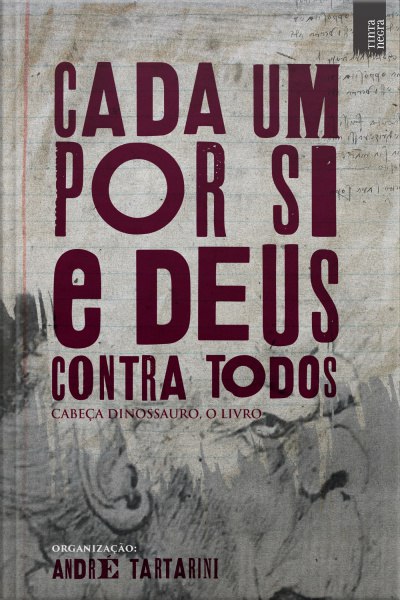 TINTA
negra
CADA UM
POR SI
e DEUS
CONTRA TODOS
CABEÇA DINOSSAURO, O LIVRO
ORGANIZAÇÃO:
ANDRÉ TARTARINI